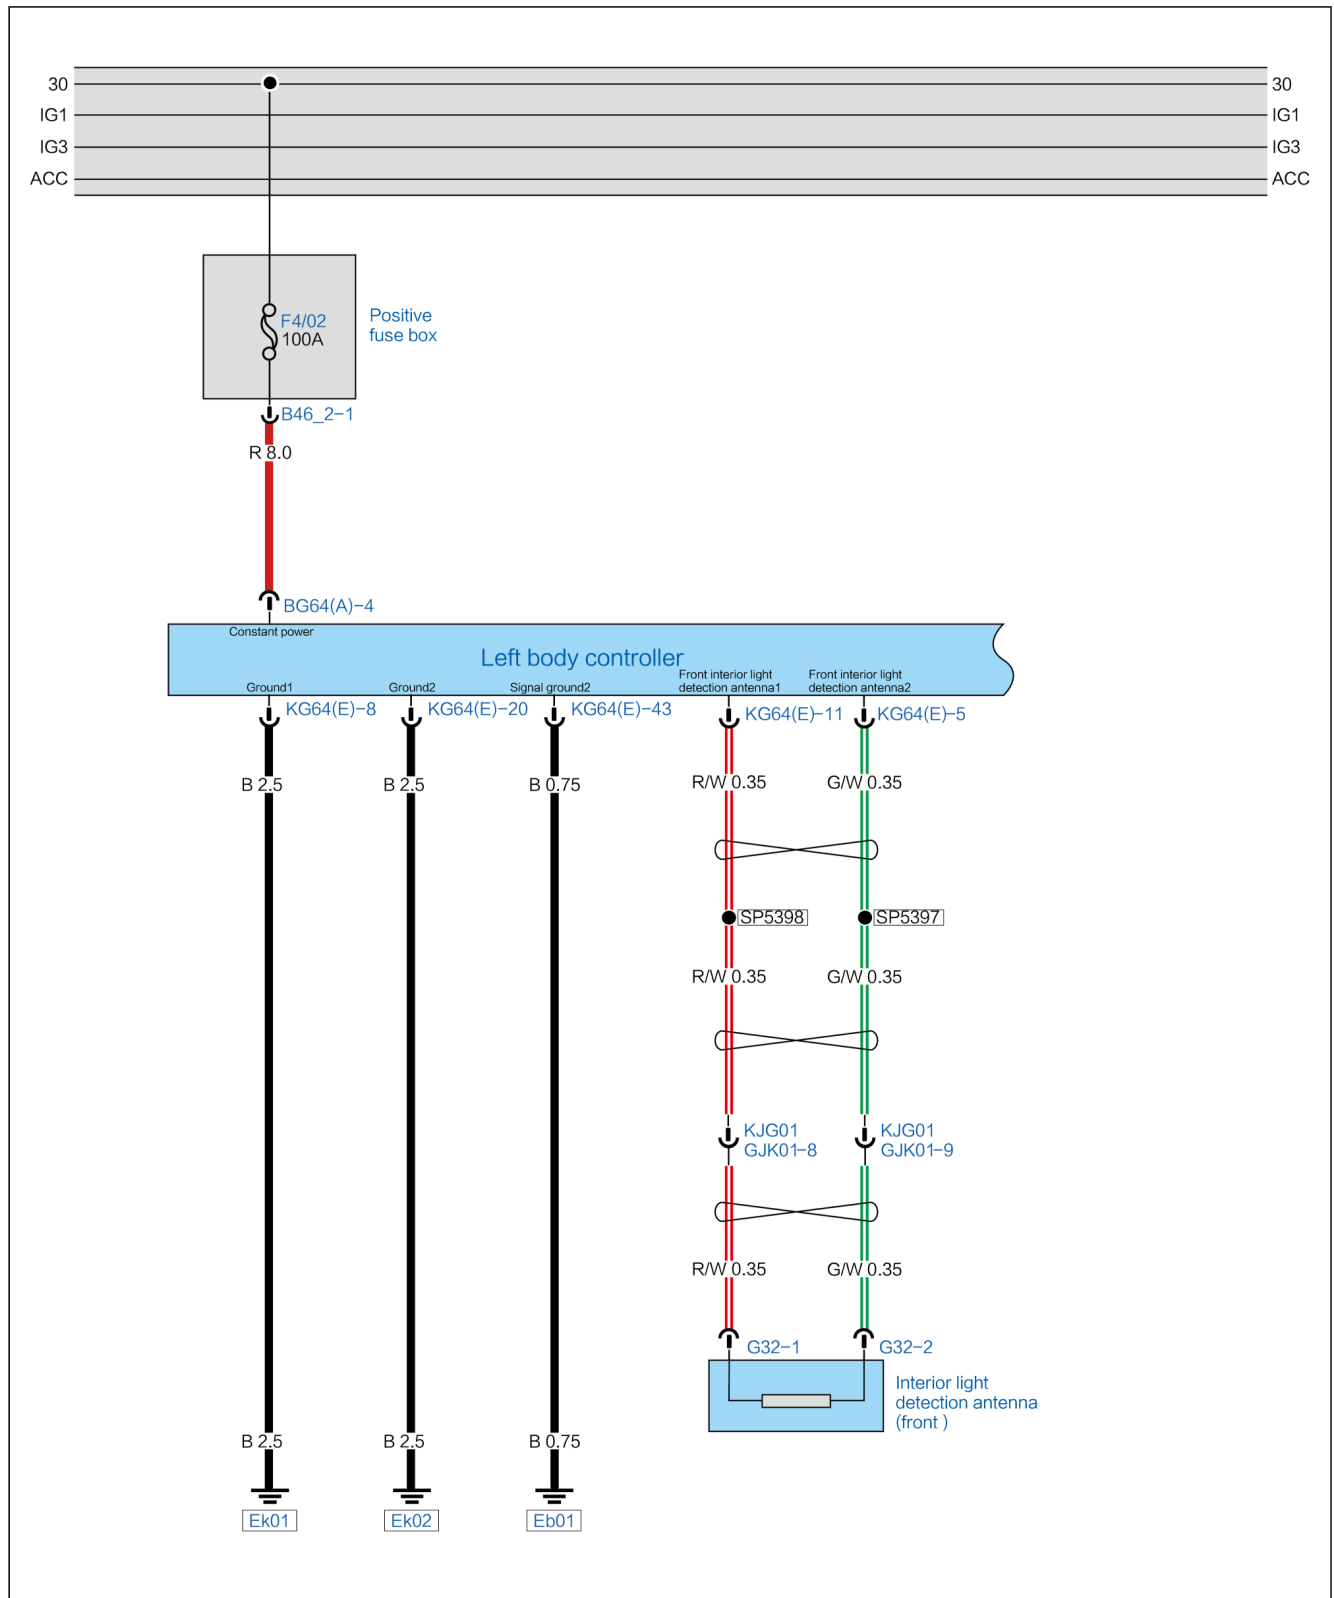 30
30
IG1
IG1
IG3
IG3
ACC
ACC
F4/02
100A
Positive
fuse box
B46_2-1
R 8.0
BG64(A)-4
Constant power
Left body controller
Ground1
Ground2
Signal ground2
Front interior light
detection antenna1
Front interior light
detection antenna2
KG64(E)-8
KG64(E)-20
KG64(E)-43
KG64(E)-11
KG64(E)-5
B 2.5
B 2.5
B 0.75
R/W 0.35
G/W 0.35
SP5398
SP5397
R/W 0.35
G/W 0.35
KJG01
GJK01-8
KJG01
GJK01-9
R/W 0.35
G/W 0.35
G32-1
G32-2
Interior light
detection antenna
(front )
B 2.5
B 2.5
B 0.75
Ek01
Ek02
Eb01